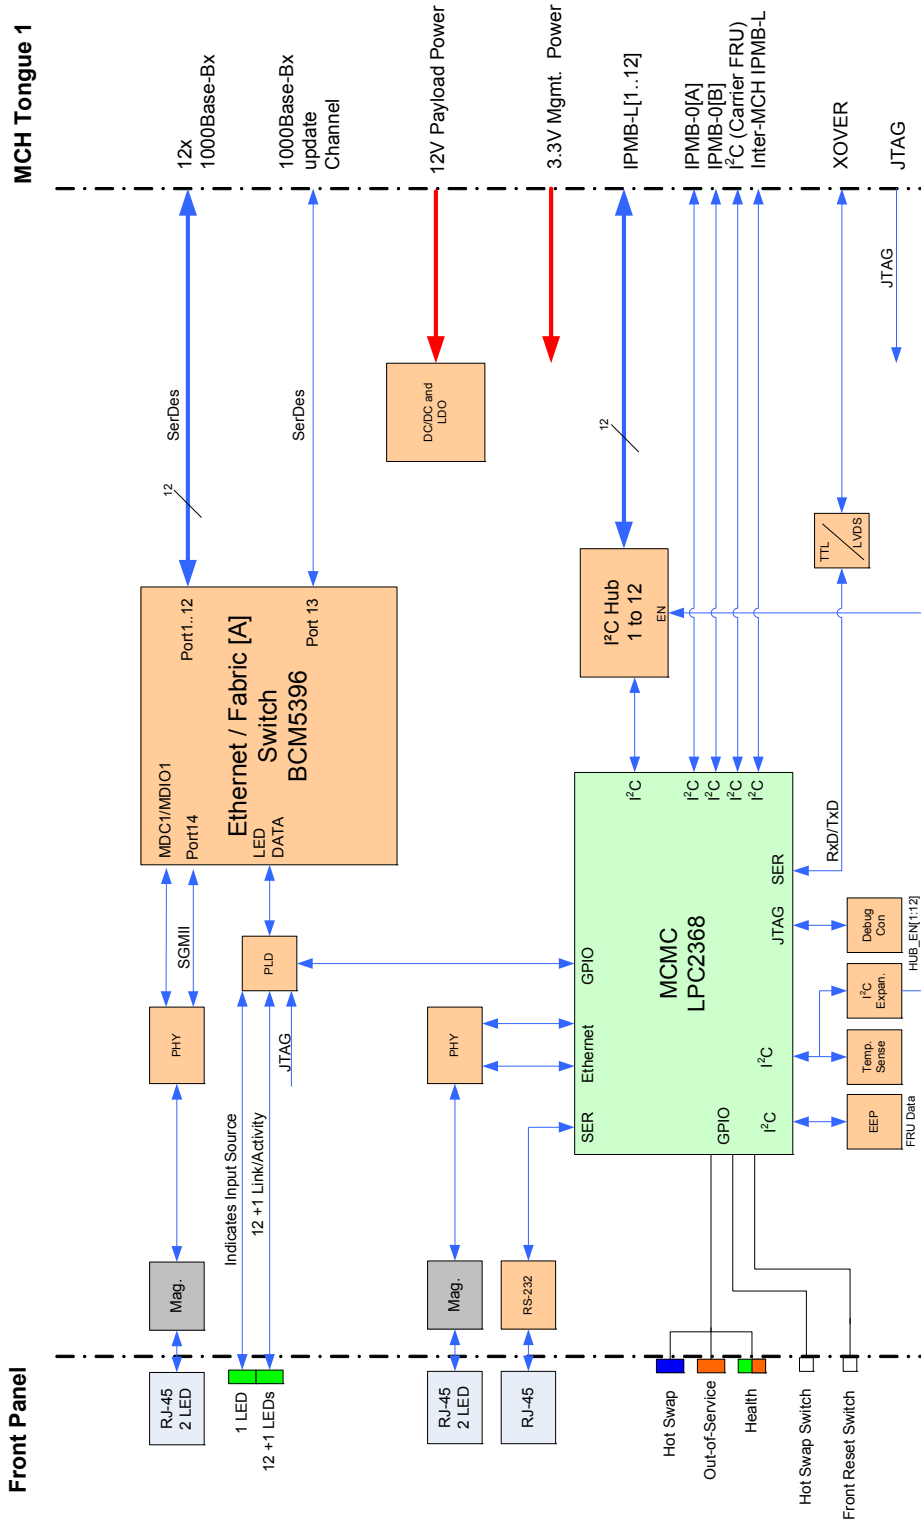 Front Panel
MCH Tongue 1
RJ-45
2 LED
Mag.
PHY
SGMII
MDC1/MDIO1
Port14
Port1..12
12
SerDes
12x
1000Base-Bx
1 LED
12 +1 LEDs
Indicates Input Source
12 +1 Link/Activity
JTAG
PLD
LED
DATA
Ethernet / Fabric [A]
Switch
BCM5396
Port 13
SerDes
1000Base-Bx
update
Channel
DC/DC and
LDO
12V Payload Power
3.3V Mgmt. Power
RJ-45
2 LED
Mag.
PHY
RJ-45
RS-232
SER
Ethernet
GPIO
MCMC
LPC2368
I²C
I²C Hub
1 to 12
EN
12
IPMB-L[1..12]
I²C
I²C
I²C
I²C
IPMB-0[A]
IPMB-0[B]
I²C (Carrier FRU)
Inter-MCH IPMB-L
Hot Swap
Out-of-Service
Health
Hot Swap Switch
Front Reset Switch
GPIO
I²C
I²C
JTAG
SER
RxD/TxD
TTL
LVDS
XOVER
EEP
FRU Data
Temp.
Sense
I²C
Expan.
Debug
Con
HUB_EN[1:12]
JTAG
JTAG